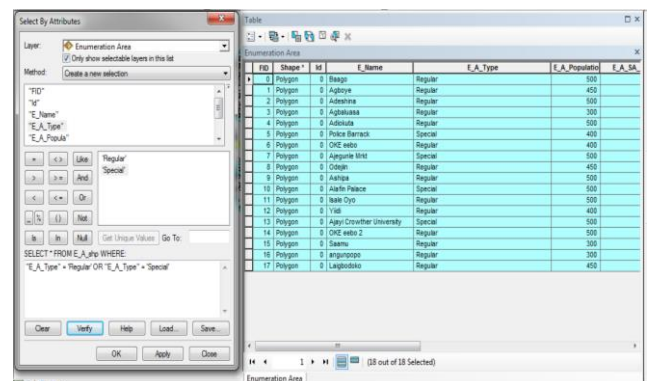 Select By Attributes
Layer: Enumeration Area
Only show selectable layers in this list
Method: Create a new selection
"FID"
"Id"
"E_Name"
"E_A_Type"
"E_A_Popula"
= < > Like 'Regular'
'Special'
> > = And
< < = Or
_ % () Not
Is In Null Get Unique Values Go To:
SELECT * FROM E_A_shp WHERE:
"E_A_Type" = 'Regular' OR "E_A_Type" = 'Special'
Clear Verify Help Load... Save...
OK Apply Close
Table
Enumeration Area
FID Shape * Id E_Name E_A_Type E_A_Populatio E_A_SA_
0 Polygon 0 Baago Regular 500
1 Polygon 0 Agboye Regular 450
2 Polygon 0 Adeshina Regular 500
3 Polygon 0 Agbaluasa Regular 300
4 Polygon 0 Adiokuta Regular 500
5 Polygon 0 Police Barrack Special 400
6 Polygon 0 OKE eebo Regular 400
7 Polygon 0 Ajegunle Mrkt Special 500
8 Polygon 0 Odejin Regular 450
9 Polygon 0 Ashipa Regular 500
10 Polygon 0 Alafin Palace Special 500
11 Polygon 0 Isale Oyo Regular 500
12 Polygon 0 Yiidi Regular 400
13 Polygon 0 Ajayi Crowther University Special 500
14 Polygon 0 OKE eebo 2 Regular 500
15 Polygon 0 Saamu Regular 300
16 Polygon 0 angunpopo Regular 300
17 Polygon 0 Laigbodoko Regular 450
1 (18 out of 18 Selected)
Enumeration Area